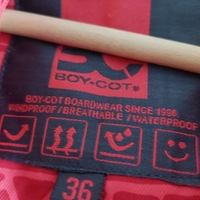 BOY-COT®
BOY-COT BOARDWEAR SINCE 1986
WINDPROOF / BREATHABLE / WATERPROOF
36